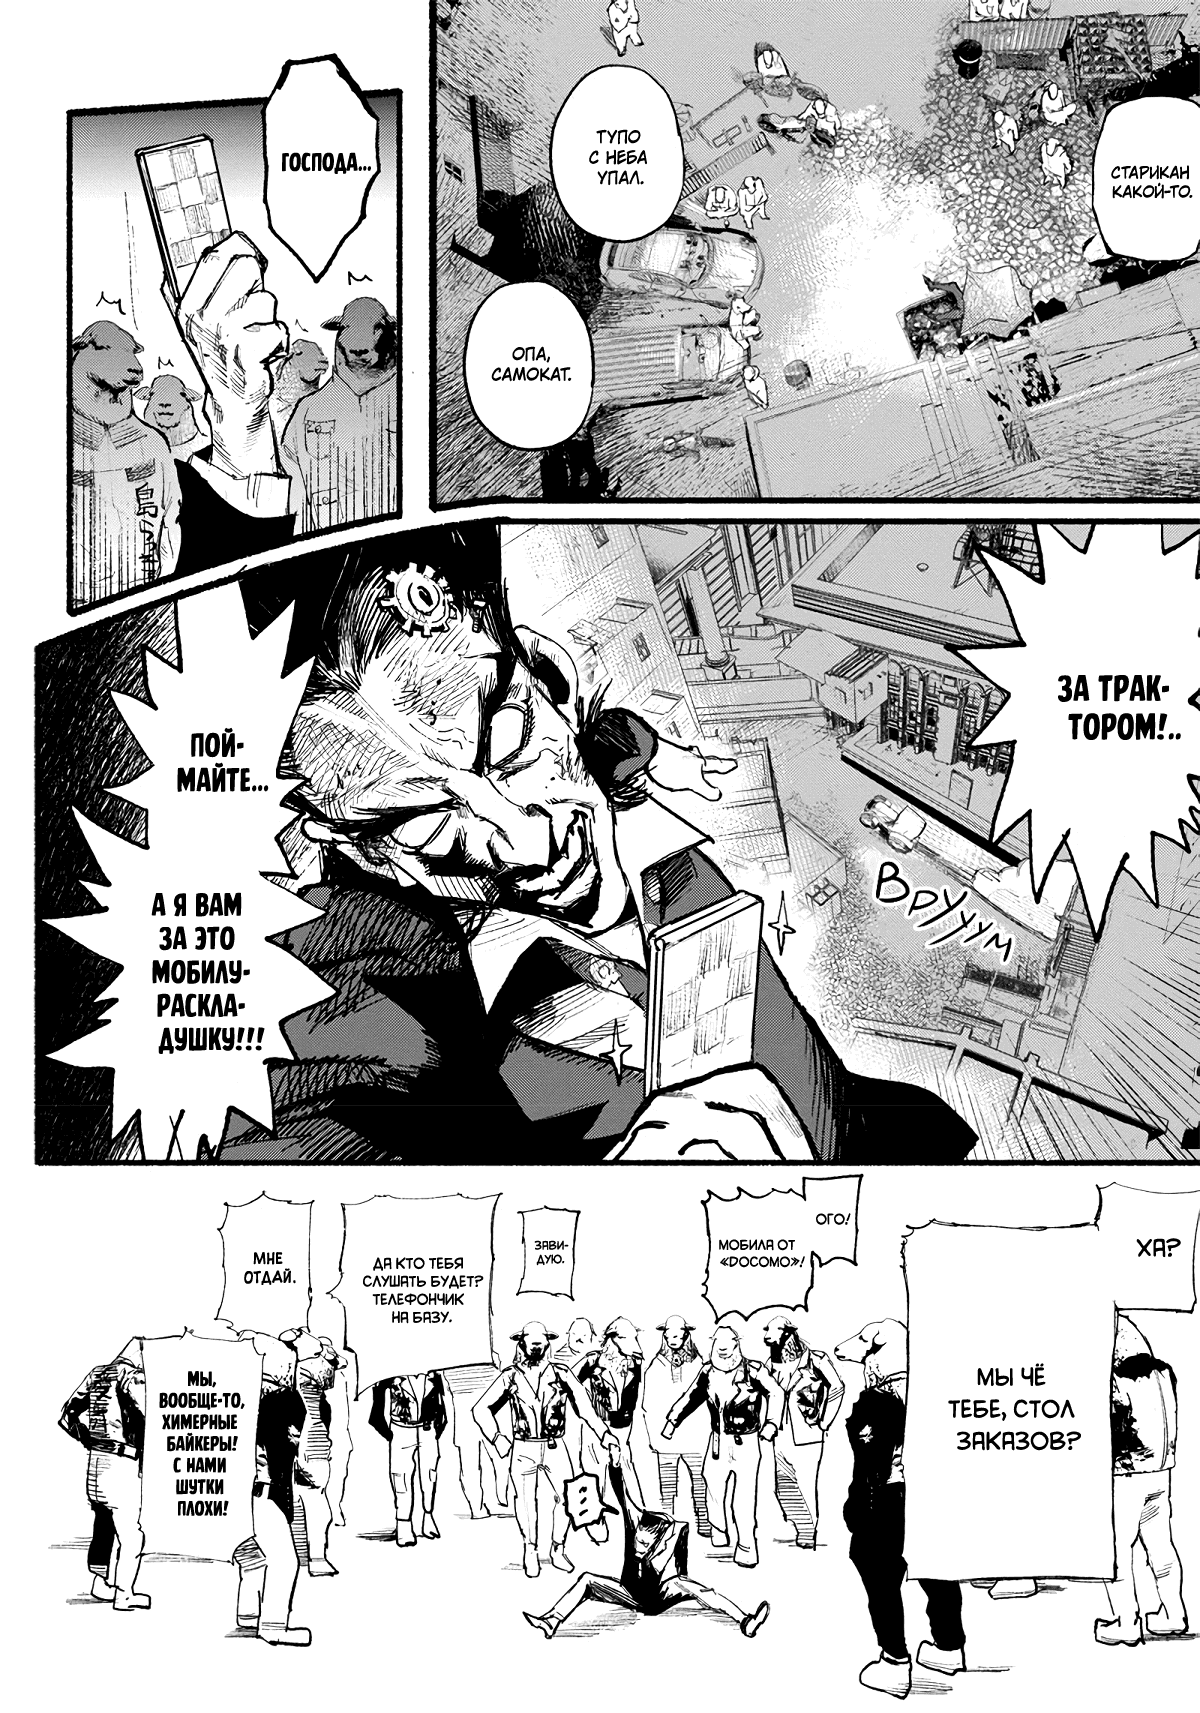 СТАРИКАН
КАКОЙ-ТО.
ТУПО
С НЕБА
УПАЛ.
ОПА,
САМОКАТ.
ГОСПОДА...
ЗА ТРАК-
ТОРОМ!..
ВРУУУМ
ПОЙ-
МАЙТЕ...
А Я ВАМ
ЗА ЭТО
МОБИЛУ-
РАСКЛА-
ДУШКУ!!!
ХА?
МЫ ЧЁ
ТЕБЕ, СТОЛ
ЗАКАЗОВ?
ОГО!
МОБИЛА ОТ
«DOCOMO»!
ЗАВИ-
ДУЮ.
...
ДА КТО ТЕБЯ
СЛУШАТЬ БУДЕТ?
ТЕЛЕФОНЧИК
НА БАЗУ.
МНЕ
ОТДАЙ.
МЫ,
ВООБЩЕ-ТО,
ХИМЕРНЫЕ
БАЙКЕРЫ!
С НАМИ
ШУТКИ
ПЛОХИ!